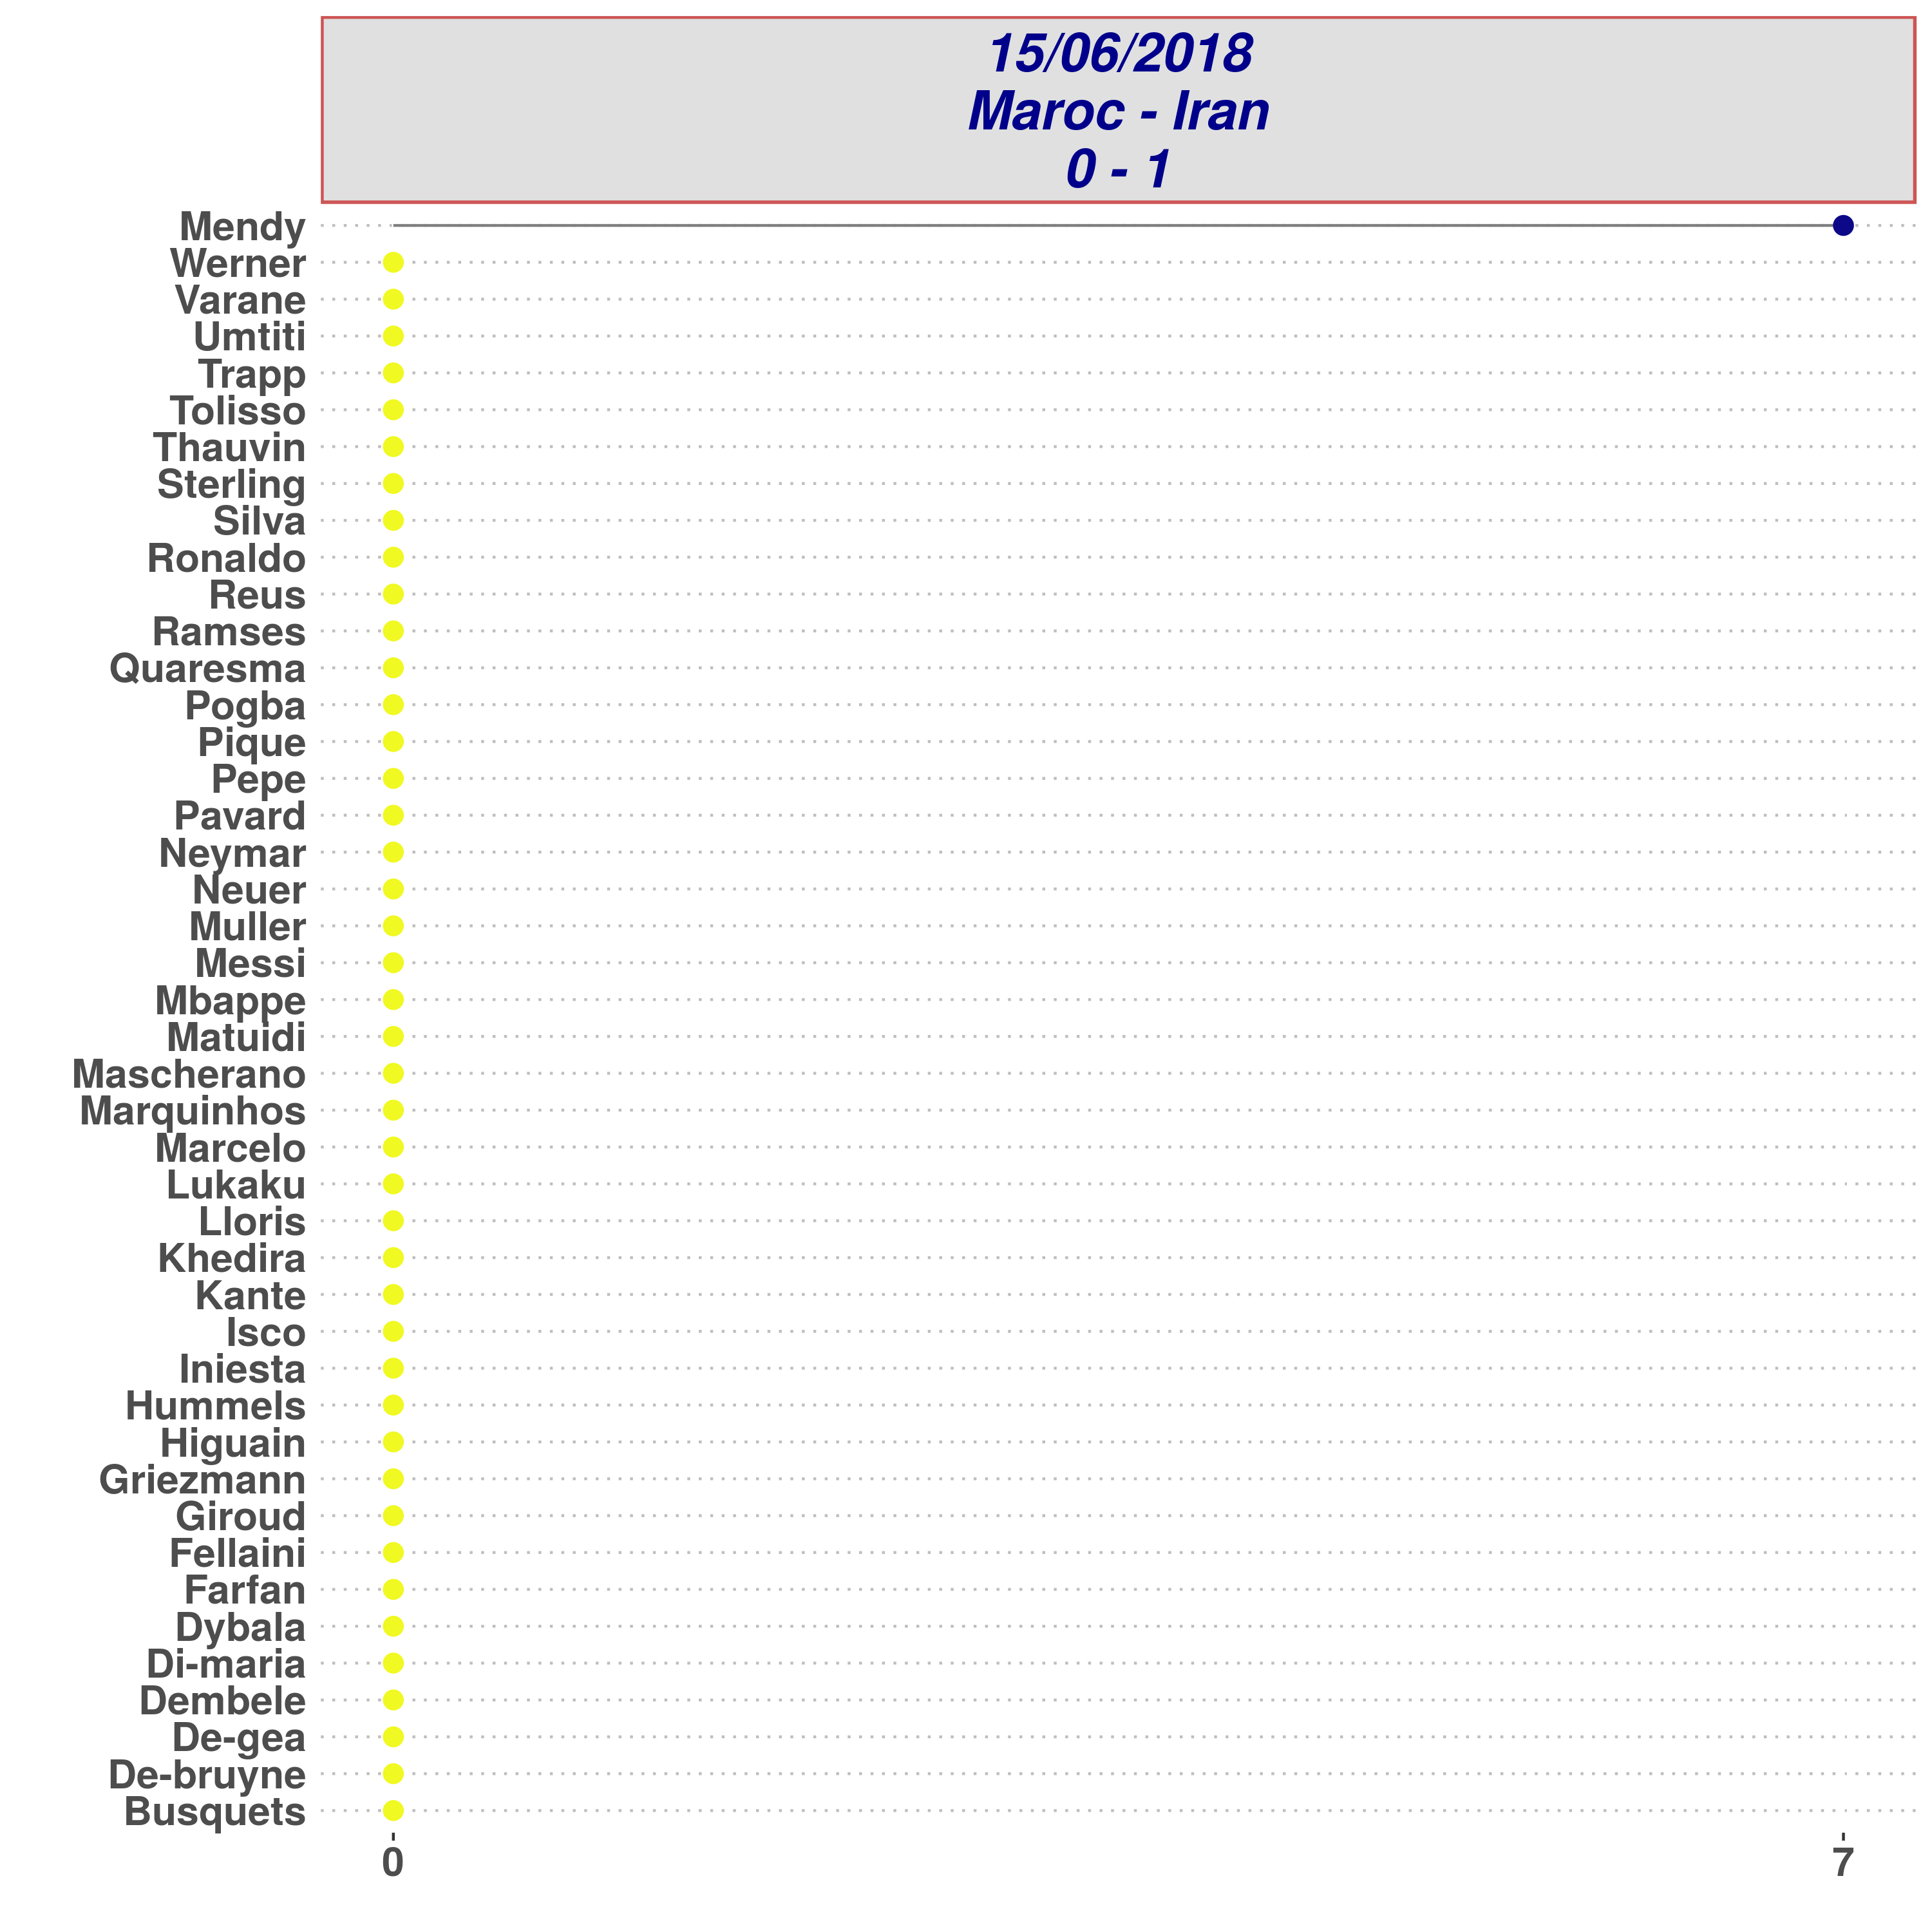 15/06/2018
Maroc - Iran
0 - 1
Mendy
Werner
Varane
Umtiti
Trapp
Tolisso
Thauvin
Sterling
Silva
Ronaldo
Reus
Ramses
Quaresma
Pogba
Pique
Pepe
Pavard
Neymar
Neuer
Muller
Messi
Mbappe
Matuidi
Mascherano
Marquinhos
Marcelo
Lukaku
Lloris
Khedira
Kante
Isco
Iniesta
Hummels
Higuain
Griezmann
Giroud
Fellaini
Farfan
Dybala
Di-maria
Dembele
De-gea
De-bruyne
Busquets
0 7